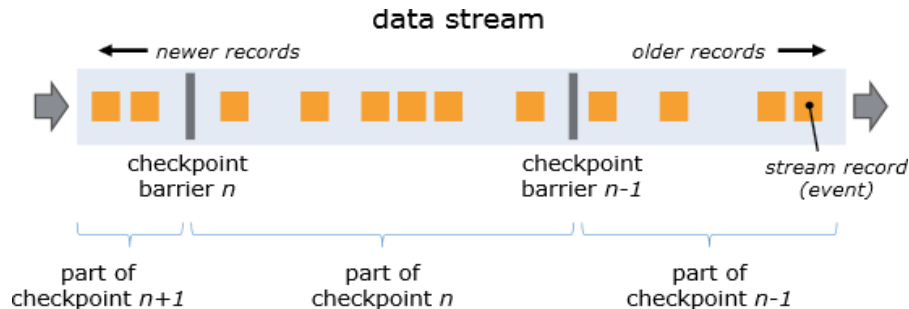 data stream
newer records
older records
checkpoint
barrier n
checkpoint
barrier n-1
stream record
(event)
part of
checkpoint n+1
part of
checkpoint n
part of
checkpoint n-1